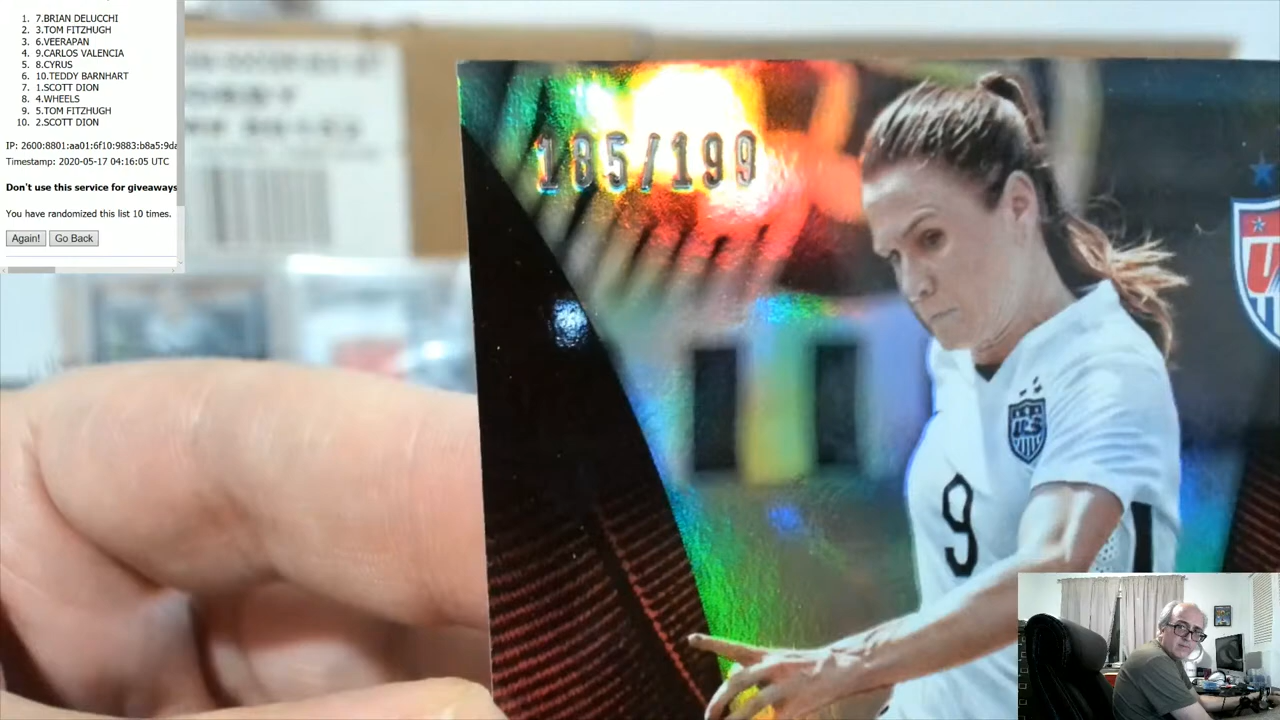 1. 7.BRIAN DELUCCHI
2. 3.TOM FITZHUGH
3. 6.VEERAPAN
4. 9.CARLOS VALENCIA
5. 8.CYRUS
6. 10.TEDDY BARNHART
7. 1.SCOTT DION
8. 4.WHEELS
9. 5.TOM FITZHUGH
10. 2.SCOTT DION
IP: 2600:8801:aa01:6f10:9883:b8a5:9da
Timestamp: 2020-05-17 04:16:05 UTC
Don't use this service for giveaways
You have randomized this list 10 times.
Again! Go Back
185/199
US
9